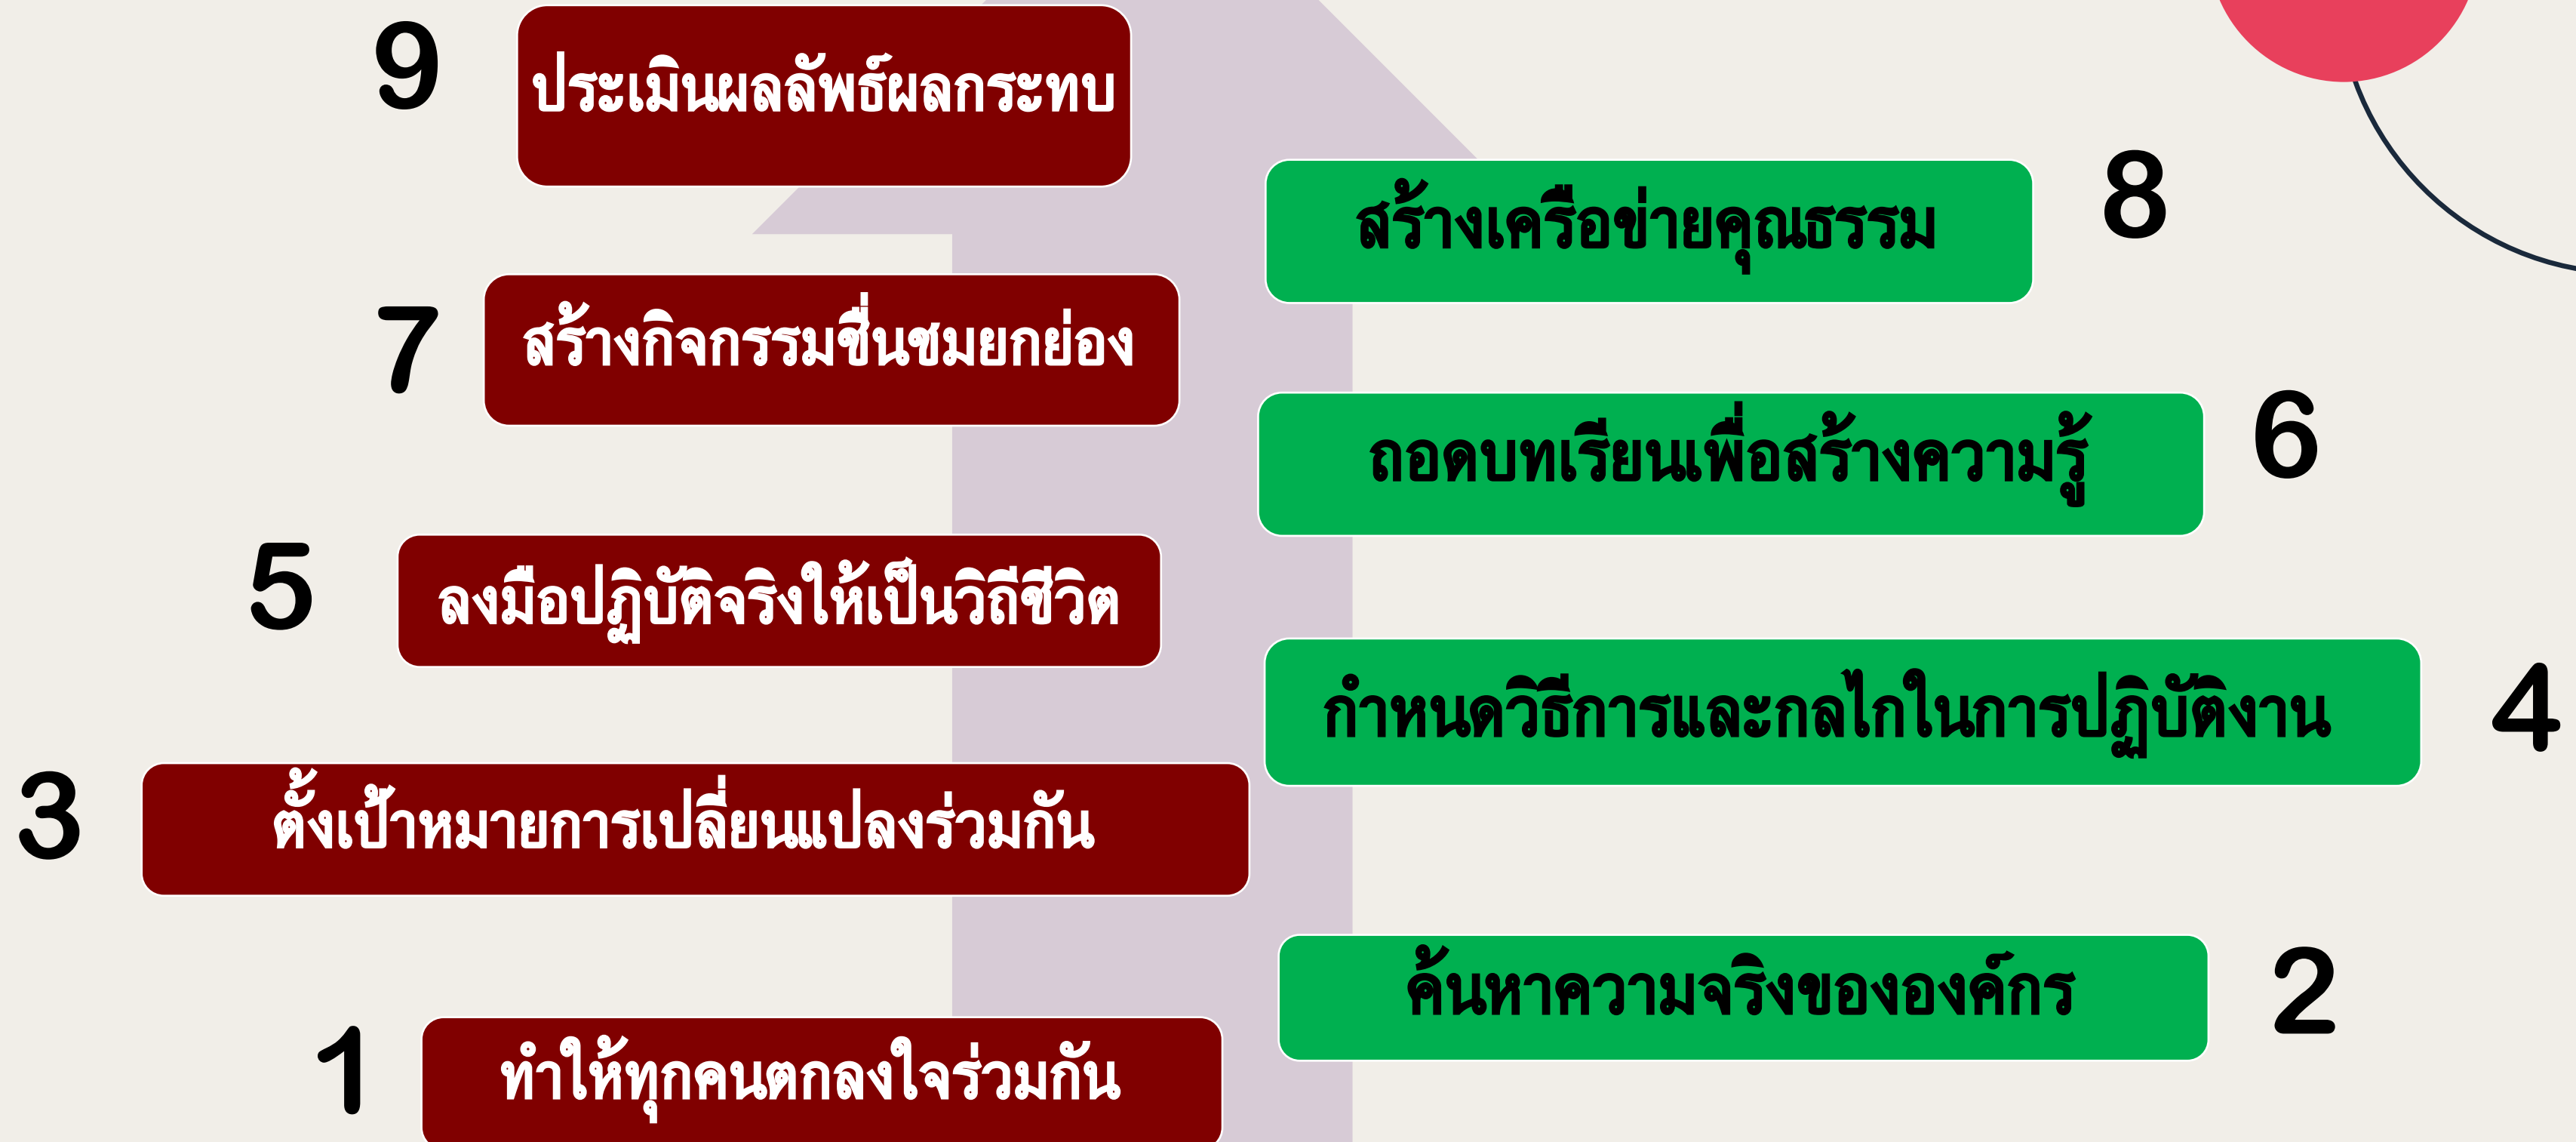 9
ประเมินผลลัพธ์ผลกระทบ
สร้างเครือข่ายคุณธรรม
8
7
สร้างกิจกรรมชื่นชมยกย่อง
ถอดบทเรียนเพื่อสร้างความรู้
6
5
ลงมือปฏิบัติจริงให้เป็นวิถีชีวิต
กำหนดวิธีการและกลไกในการปฏิบัติงาน
4
3
ตั้งเป้าหมายการเปลี่ยนแปลงร่วมกัน
ค้นหาความจริงขององค์กร
2
1
ทำให้ทุกคนตกลงใจร่วมกัน